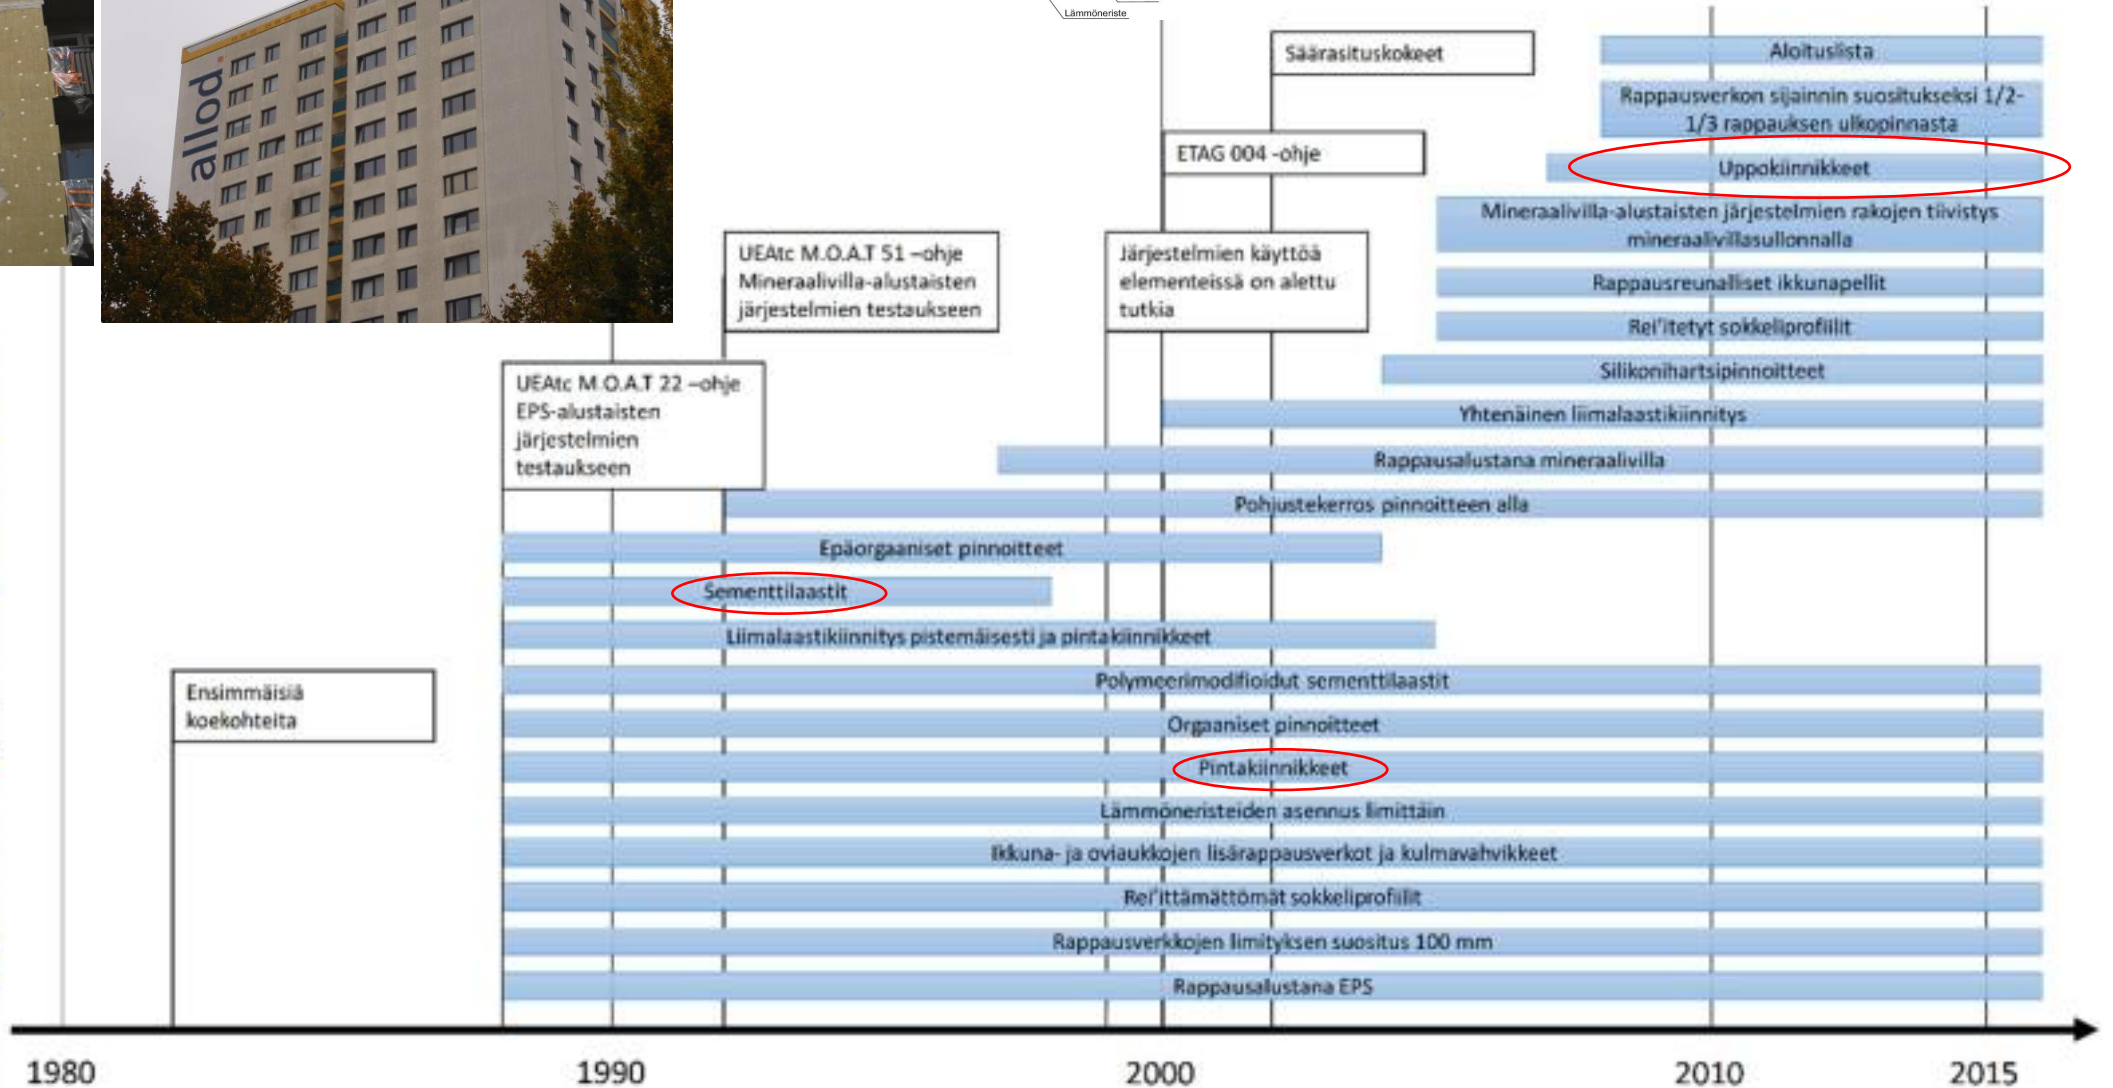 Lämmöneriste
allod.
Säärasituskokeet
Aloituslista
Rappausverkon sijainnin suositukseksi 1/2-
1/3 rappauksen ulkopinnasta
ETAG 004 -ohje
Uppokiinnikkeet
Mineraalivilla-alustaisten järjestelmien rakojen tiivistys
mineraalivillasullonnalla
UEAtc M.O.A.T 51 –ohje
Mineraalivilla-alustaisten
järjestelmien testaukseen
Järjestelmien käyttöä
elementeissä on alettu
tutkia
Rappausreunalliset ikkunapellit
Rei'itetyt sokkeliprofiilit
Silikonihartsipinnoitteet
UEAtc M.O.A.T 22 –ohje
EPS-alustaisten
järjestelmien
testaukseen
Yhtenäinen liimalaastikiinnitys
Rappausalustana mineraalivilla
Pohjustekerros pinnoitteen alla
Epäorgaaniset pinnoitteet
Sementtilaastit
Liimalaastikiinnitys pistemäisesti ja pintakiinnikkeet
Ensimmäisiä
koekohteita
Polymeerimodifioidut sementtilaastit
Orgaaniset pinnoitteet
Pintakiinnikkeet
Lämmöneristeiden asennus limittäin
Ikkuna- ja oviaukkojen lisärappausverkot ja kulmavahvikkeet
Rei'ittämättömät sokkeliprofiilit
Rappausverkkojen limityksen suositus 100 mm
Rappausalustana EPS
1980
1990
2000
2010
2015